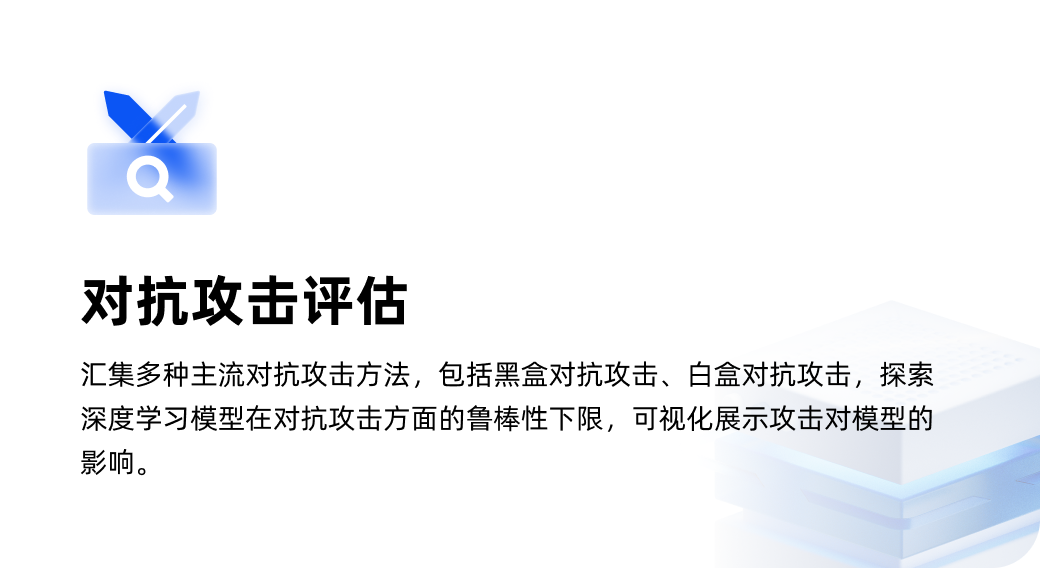 对抗攻击评估
汇集多种主流对抗攻击方法，包括黑盒对抗攻击、白盒对抗攻击，探索
深度学习模型在对抗攻击方面的鲁棒性下限，可视化展示攻击对模型的
影响。